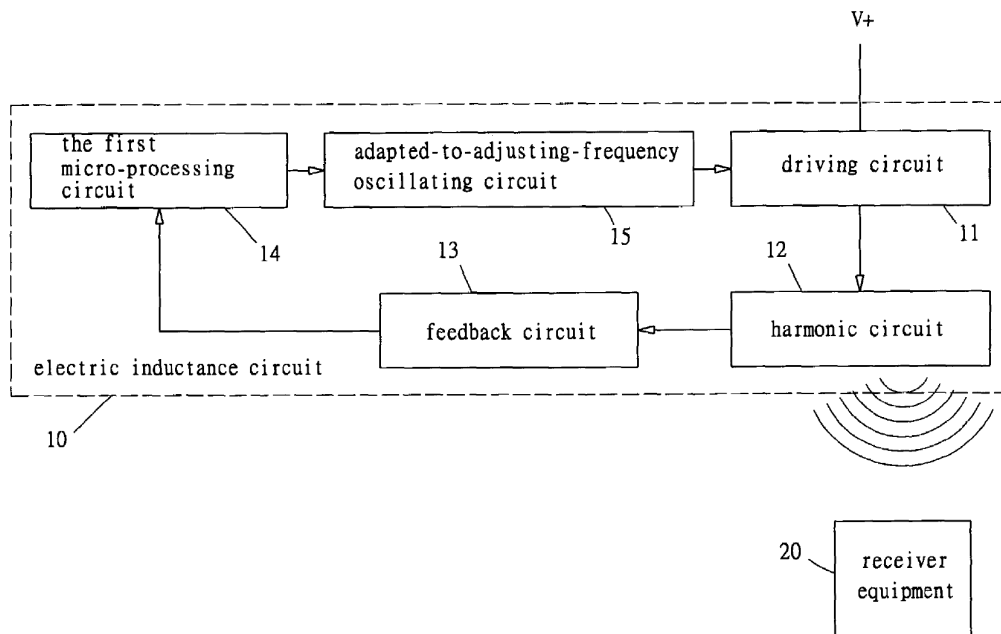 V+
the first
micro-processing
circuit
adapted-to-adjusting-frequency
oscillating circuit
driving circuit
14
15
11
13
12
feedback circuit
harmonic circuit
electric inductance circuit
10
20
receiver
equipment